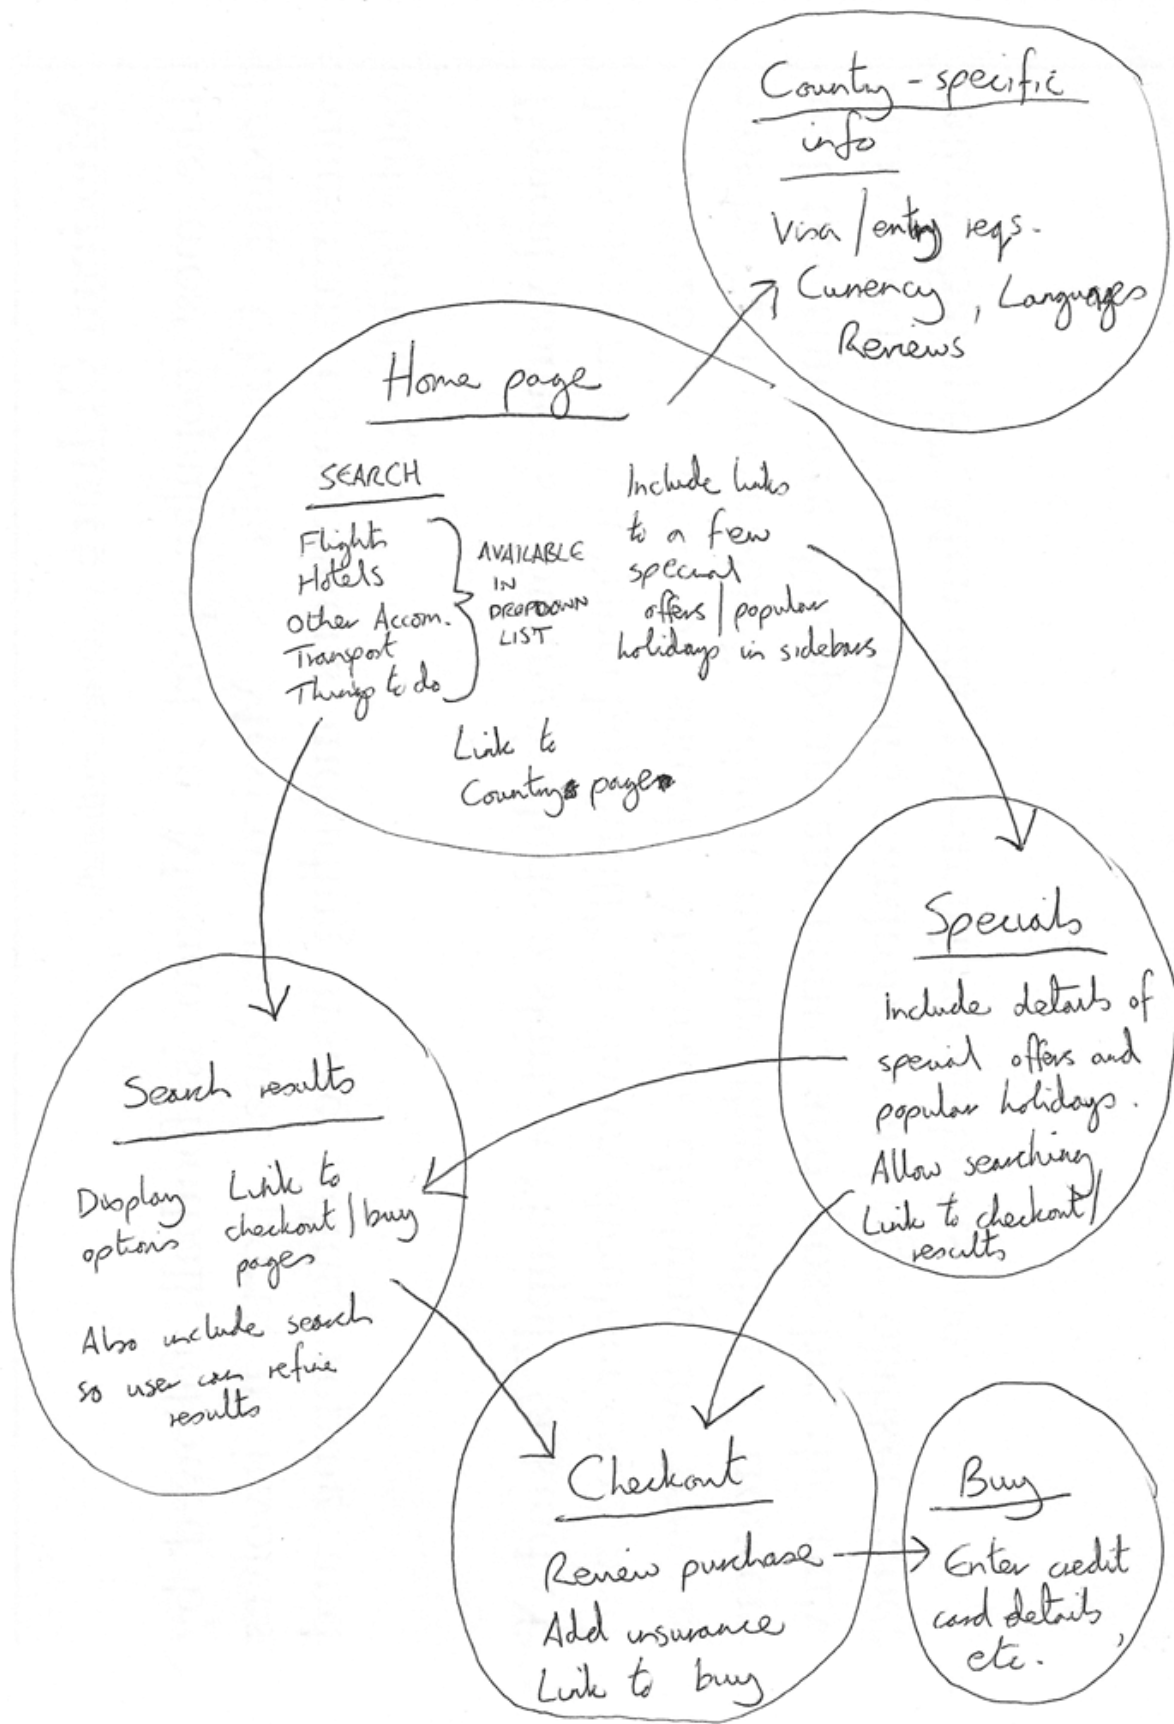 Country-specific
info
Visa/entry reqs.
Currency, Languages
Reviews
Home page
SEARCH
Flights
Hotels
Other Accom.
Transport
Things to do
AVAILABLE
IN
DROPDOWN
LIST
Include links
to a few
special
offers/popular
holidays in sidebars
Link to
Country page
Specials
Include details of
special offers and
popular holidays.
Allow searching
Link to checkout/
results
Search results
Display
options
Link to
checkout/buy
pages
Also include search
so user can refine
results
Checkout
Review purchase
Add insurance
Link to buy
Buy
Enter credit
card details,
etc.